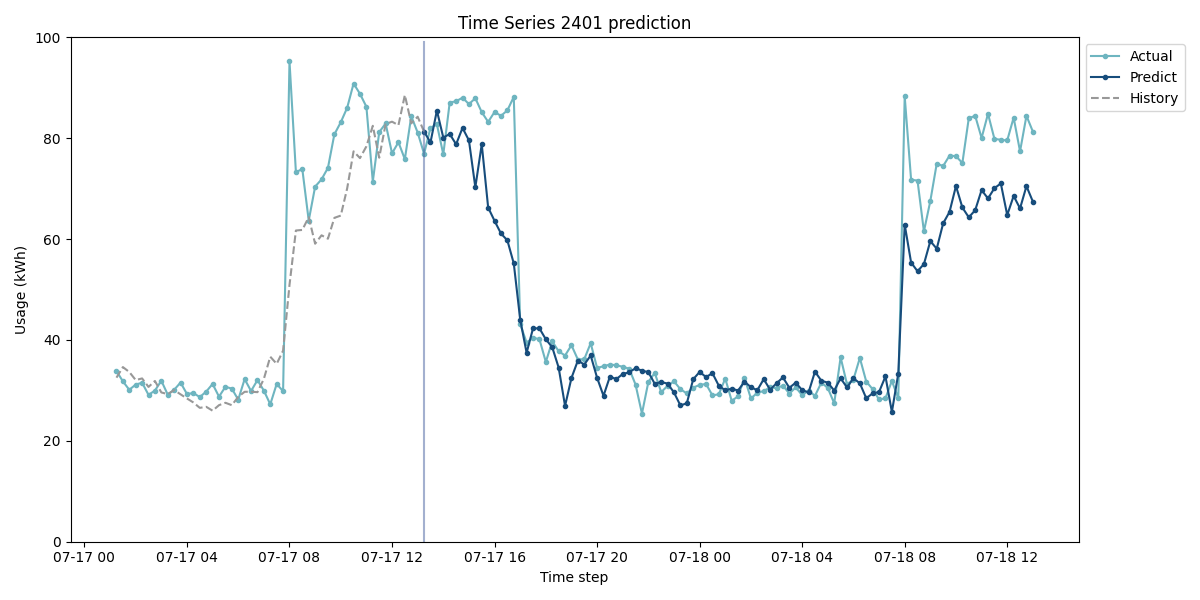 Time Series 2401 prediction
Usage (kWh)
100
80
60
40
20
0
07-17 00
07-17 04
07-17 08
07-17 12
07-17 16
07-17 20
07-18 00
07-18 04
07-18 08
07-18 12
Time step
Actual
Predict
History